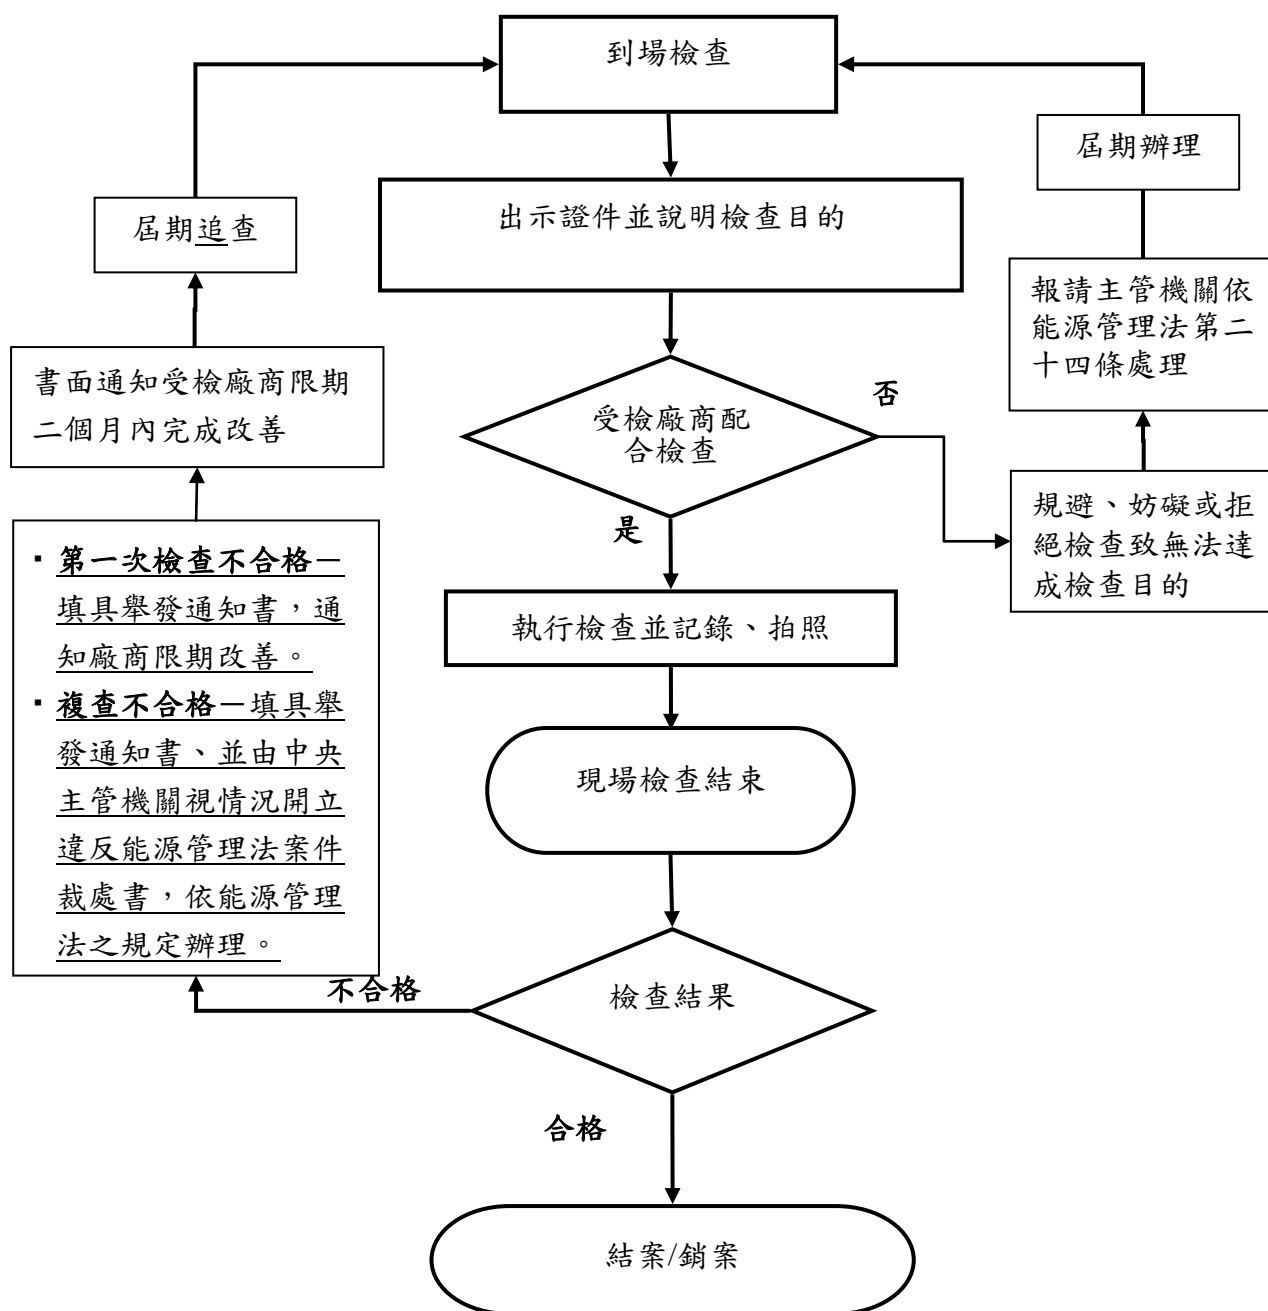 到場檢查
屆期辦理
出示證件並說明檢查目的
屆期追查
報請主管機關依
能源管理法第二
十四條處理
書面通知受檢廠商限期
二個月內完成改善
否
受檢廠商配
合檢查
規避、妨礙或拒
絕檢查致無法達
成檢查目的
是
▪ 第一次檢查不合格－
填具舉發通知書，通
知廠商限期改善。
▪ 複查不合格－填具舉
發通知書、並由中央
主管機關視情況開立
違反能源管理法案件
裁處書，依能源管理
法之規定辦理。
執行檢查並記錄、拍照
現場檢查結束
不合格
檢查結果
合格
結案/銷案